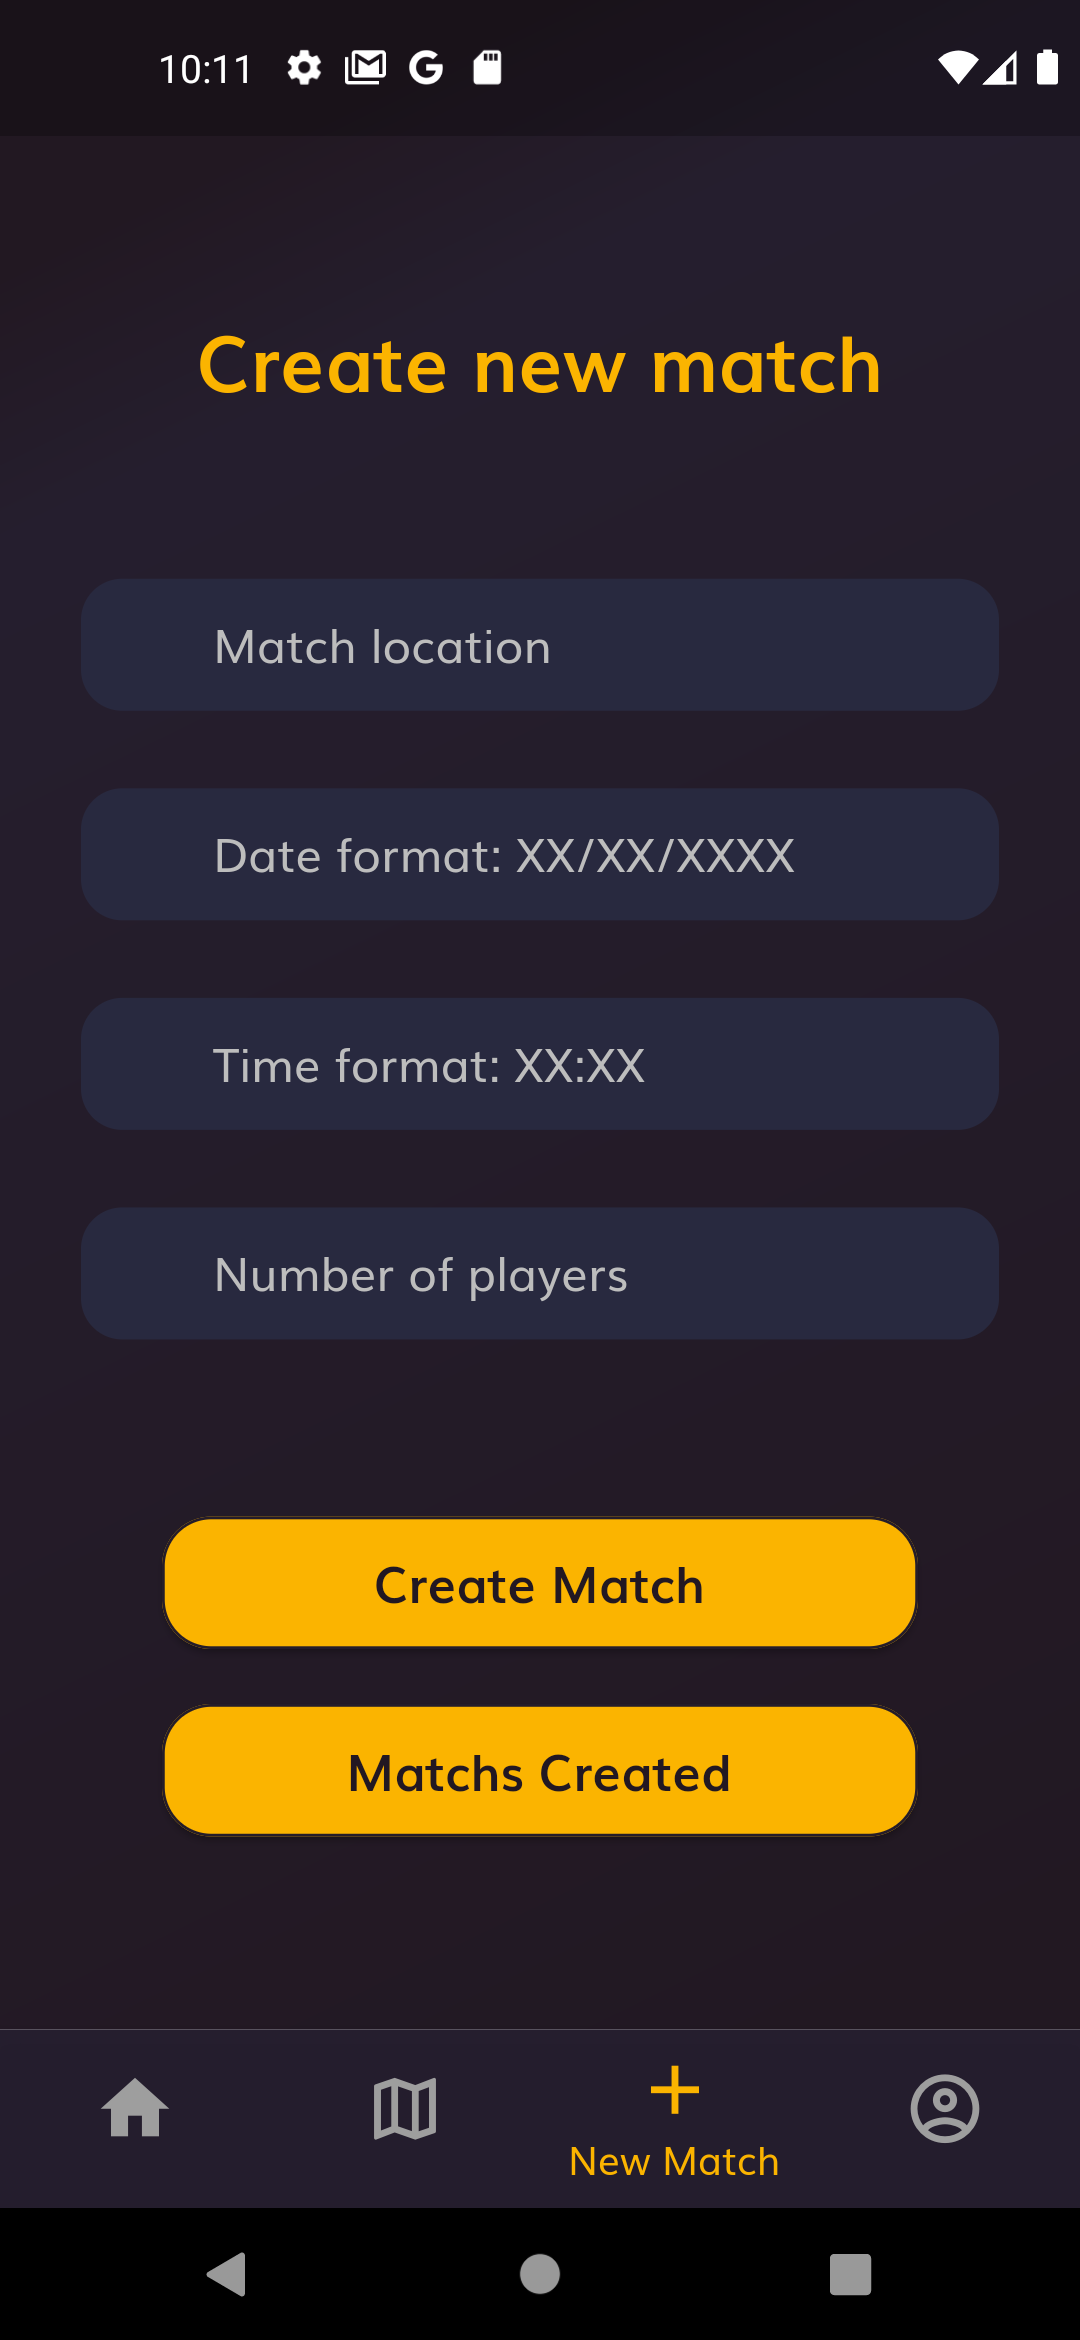 10:11
Create new match
Match location
Date format: XX/XX/XXXX
Time format: XX:XX
Number of players
Create Match
Matchs Created
New Match